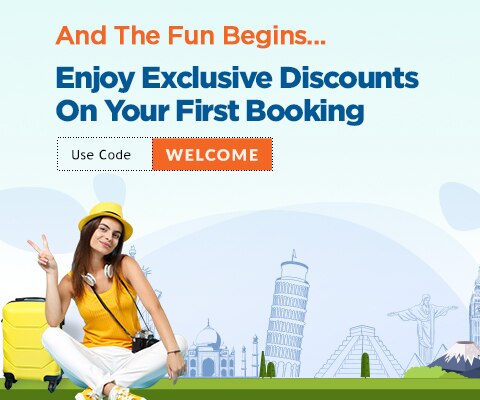 And The Fun Begins...
Enjoy Exclusive Discounts
On Your First Booking
Use Code WELCOME